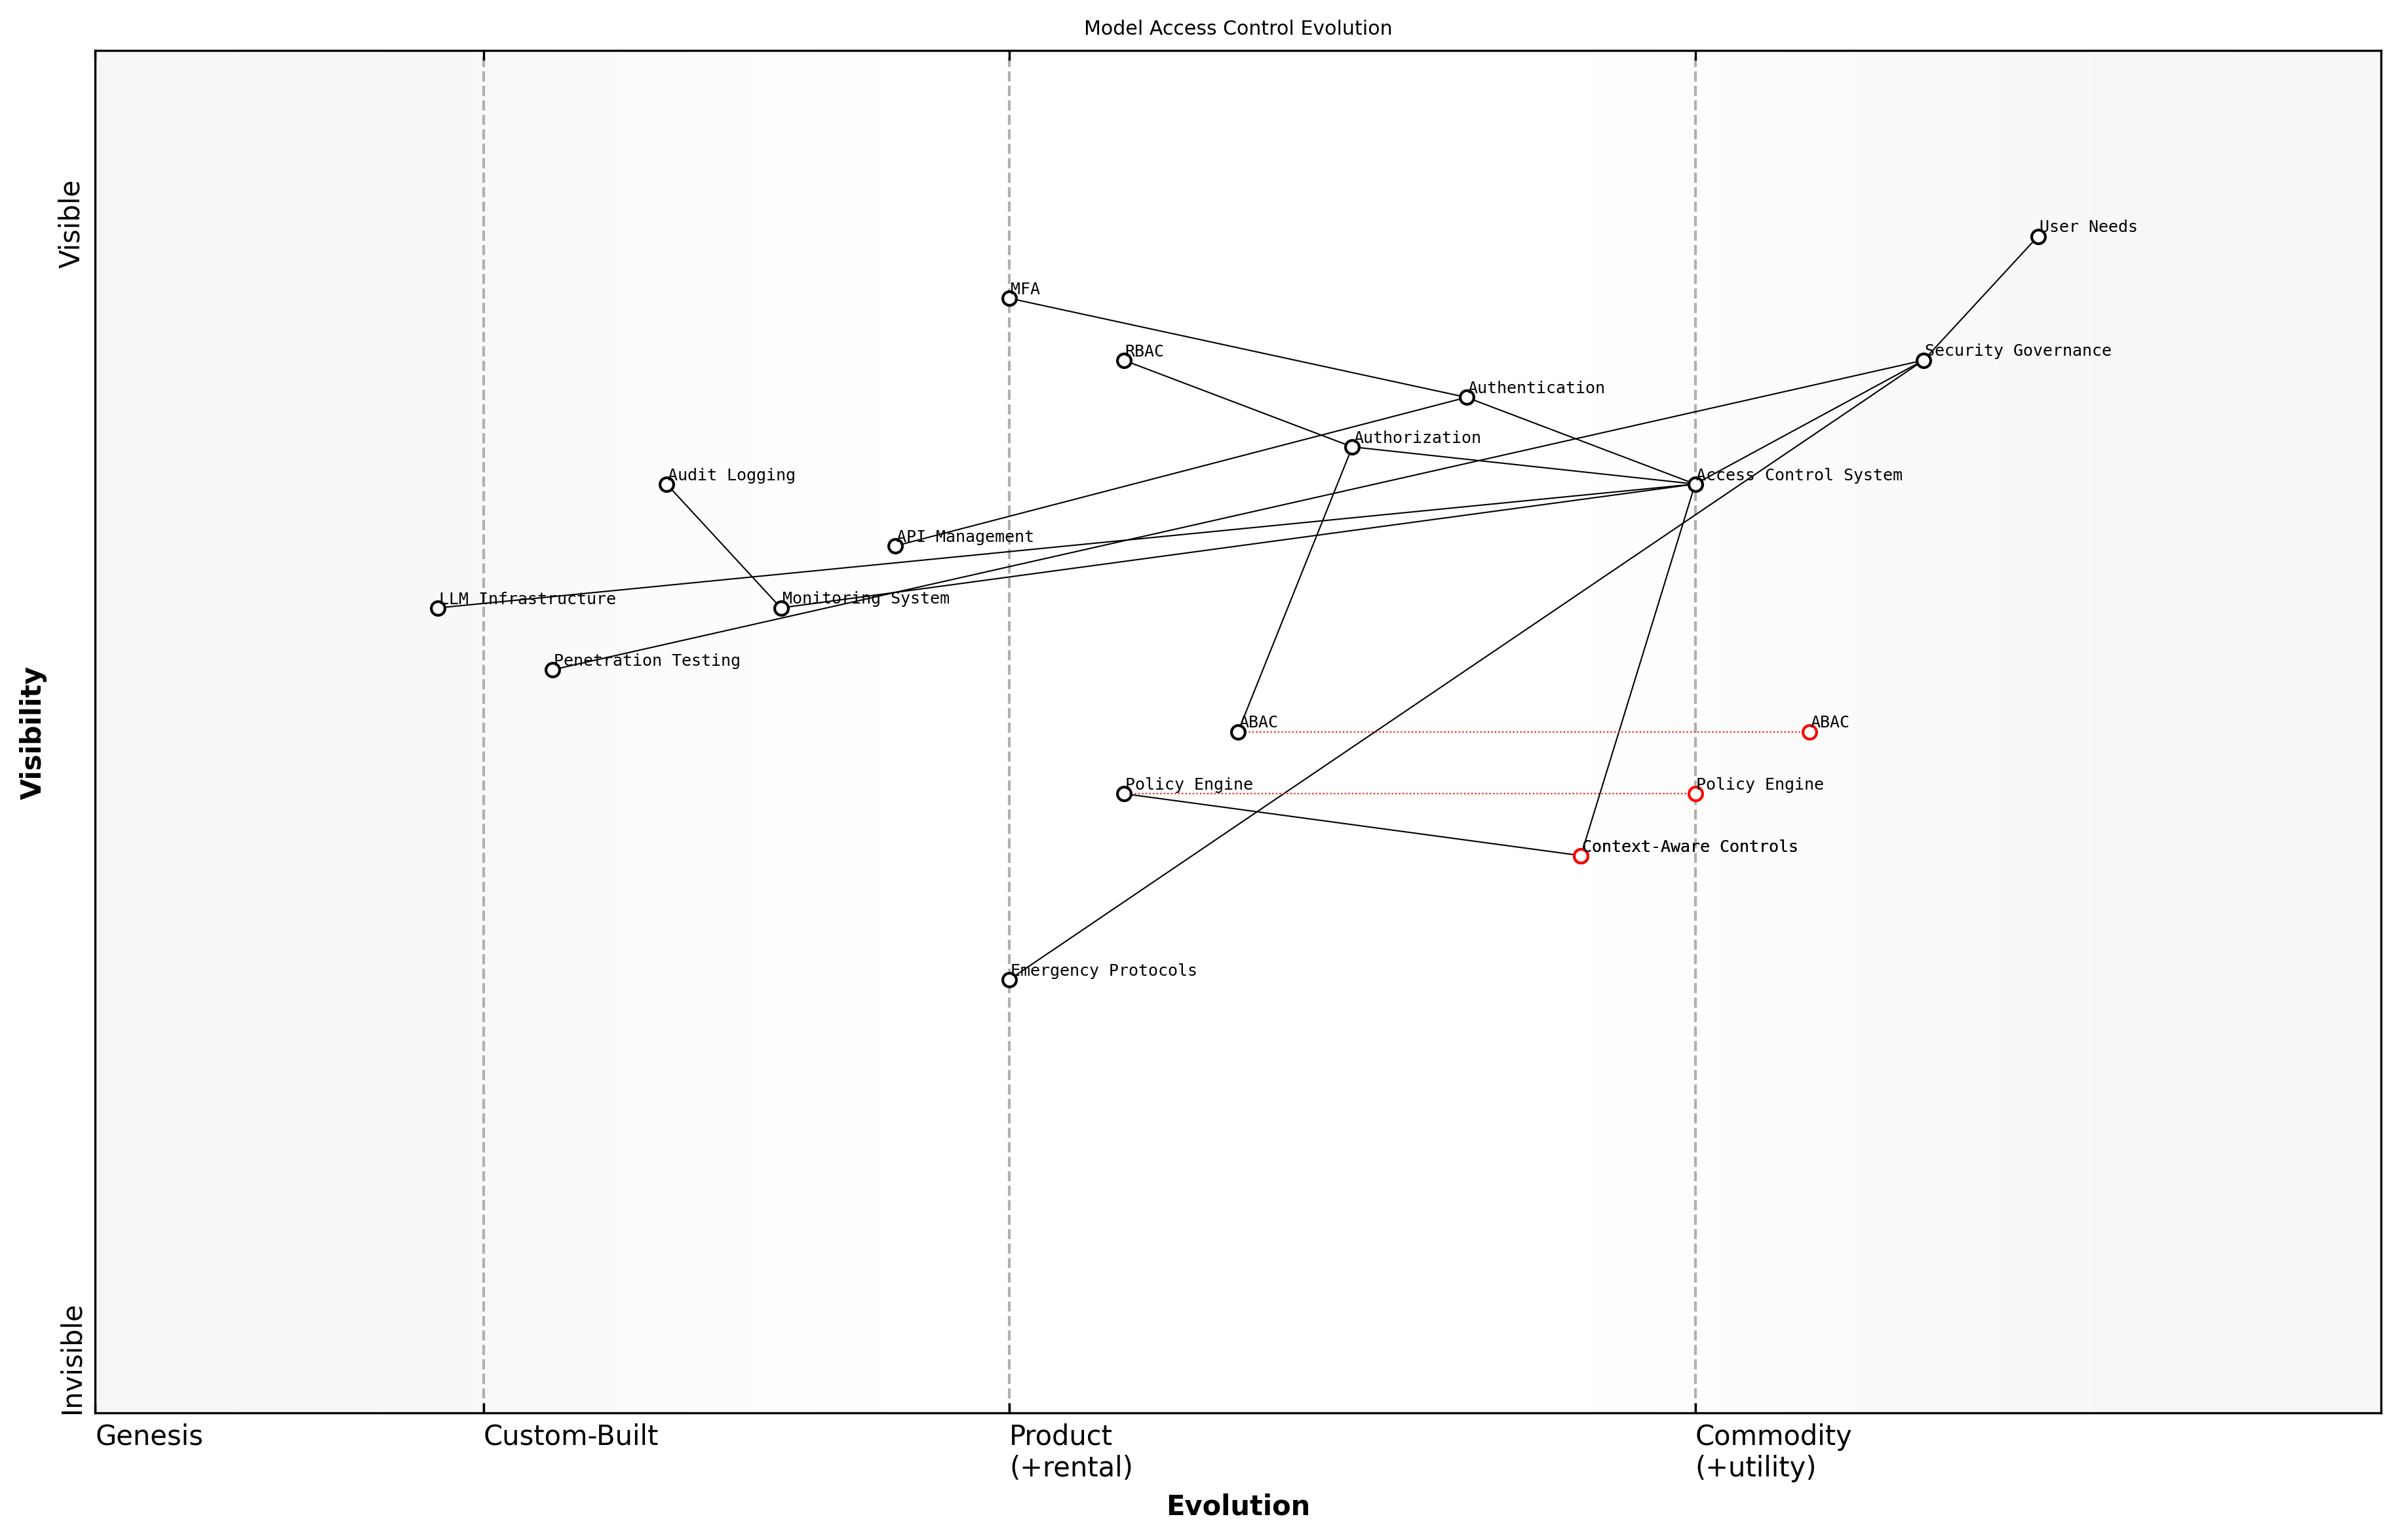 Model Access Control Evolution
Visible
User Needs
MFA
RBAC
Security Governance
Authentication
Authorization
Audit Logging
Access Control System
API Management
LLM Infrastructure
Monitoring System
Penetration Testing
Visibility
ABAC
ABAC
Policy Engine
Policy Engine
Context-Aware Controls
Emergency Protocols
Invisible
Genesis
Custom-Built
Product
(+rental)
Commodity
(+utility)
Evolution